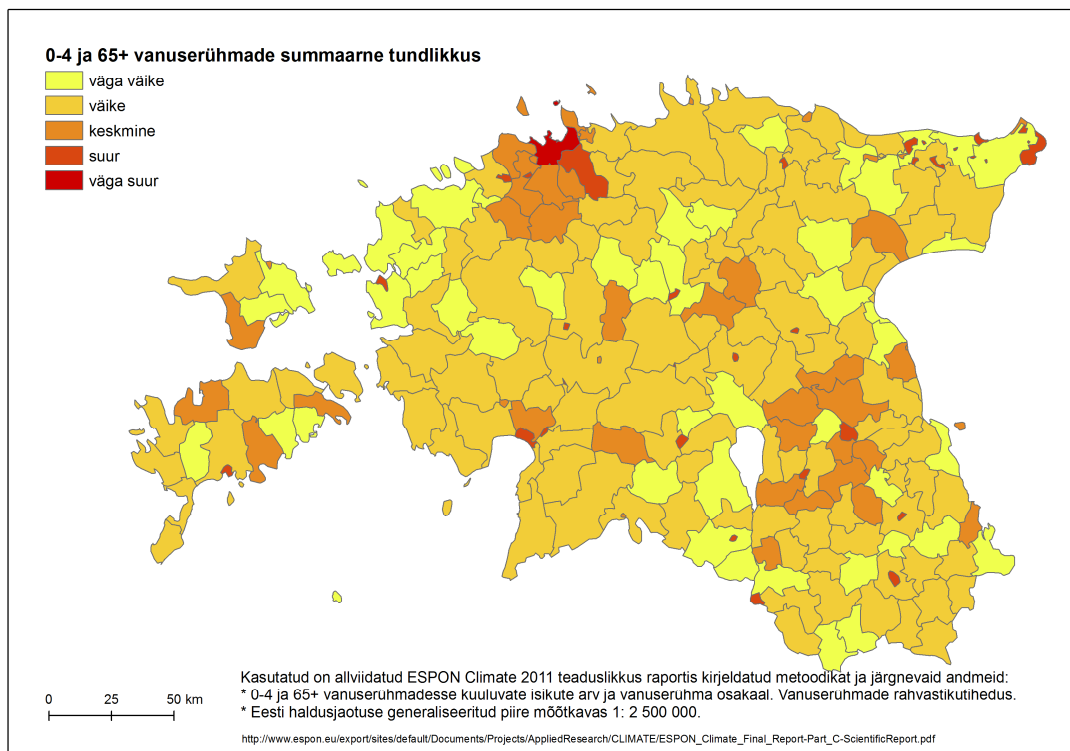 0-4 ja 65+ vanuserühmade summaarne tundlikkus
väga väike
väike
keskmine
suur
väga suur
Kasutatud on allviidatud ESPON Climate 2011 teaduslikkus raportis kirjeldatud metoodikat ja järgnevaid andmeid:
* 0-4 ja 65+ vanuserühmadesse kuuluvate isikute arv ja vanuserühma osakaal. Vanuserühmade rahvastikutihedus.
* Eesti haldusjaotuse generaliseeritud piire mõõtkavas 1: 2 500 000.
0 25 50 km
http://www.espon.eu/export/sites/default/Documents/Projects/AppliedResearch/CLIMATE/ESPON_Climate_Final_Report-Part_C-ScientificReport.pdf